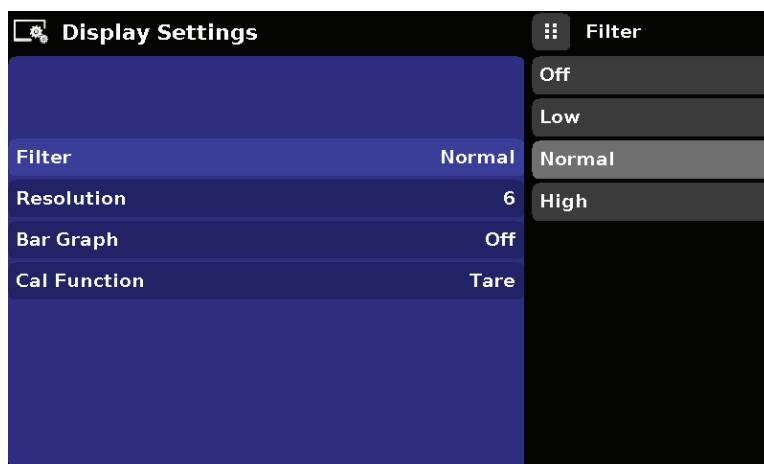 Display Settings
Filter Normal
Resolution 6
Bar Graph Off
Cal Function Tare
Filter
Off
Low
Normal
High